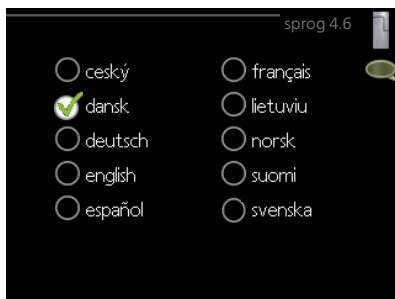 sprog 4.6
ceský
dansk
deutsch
english
español
français
lietuviu
norsk
suomi
svenska